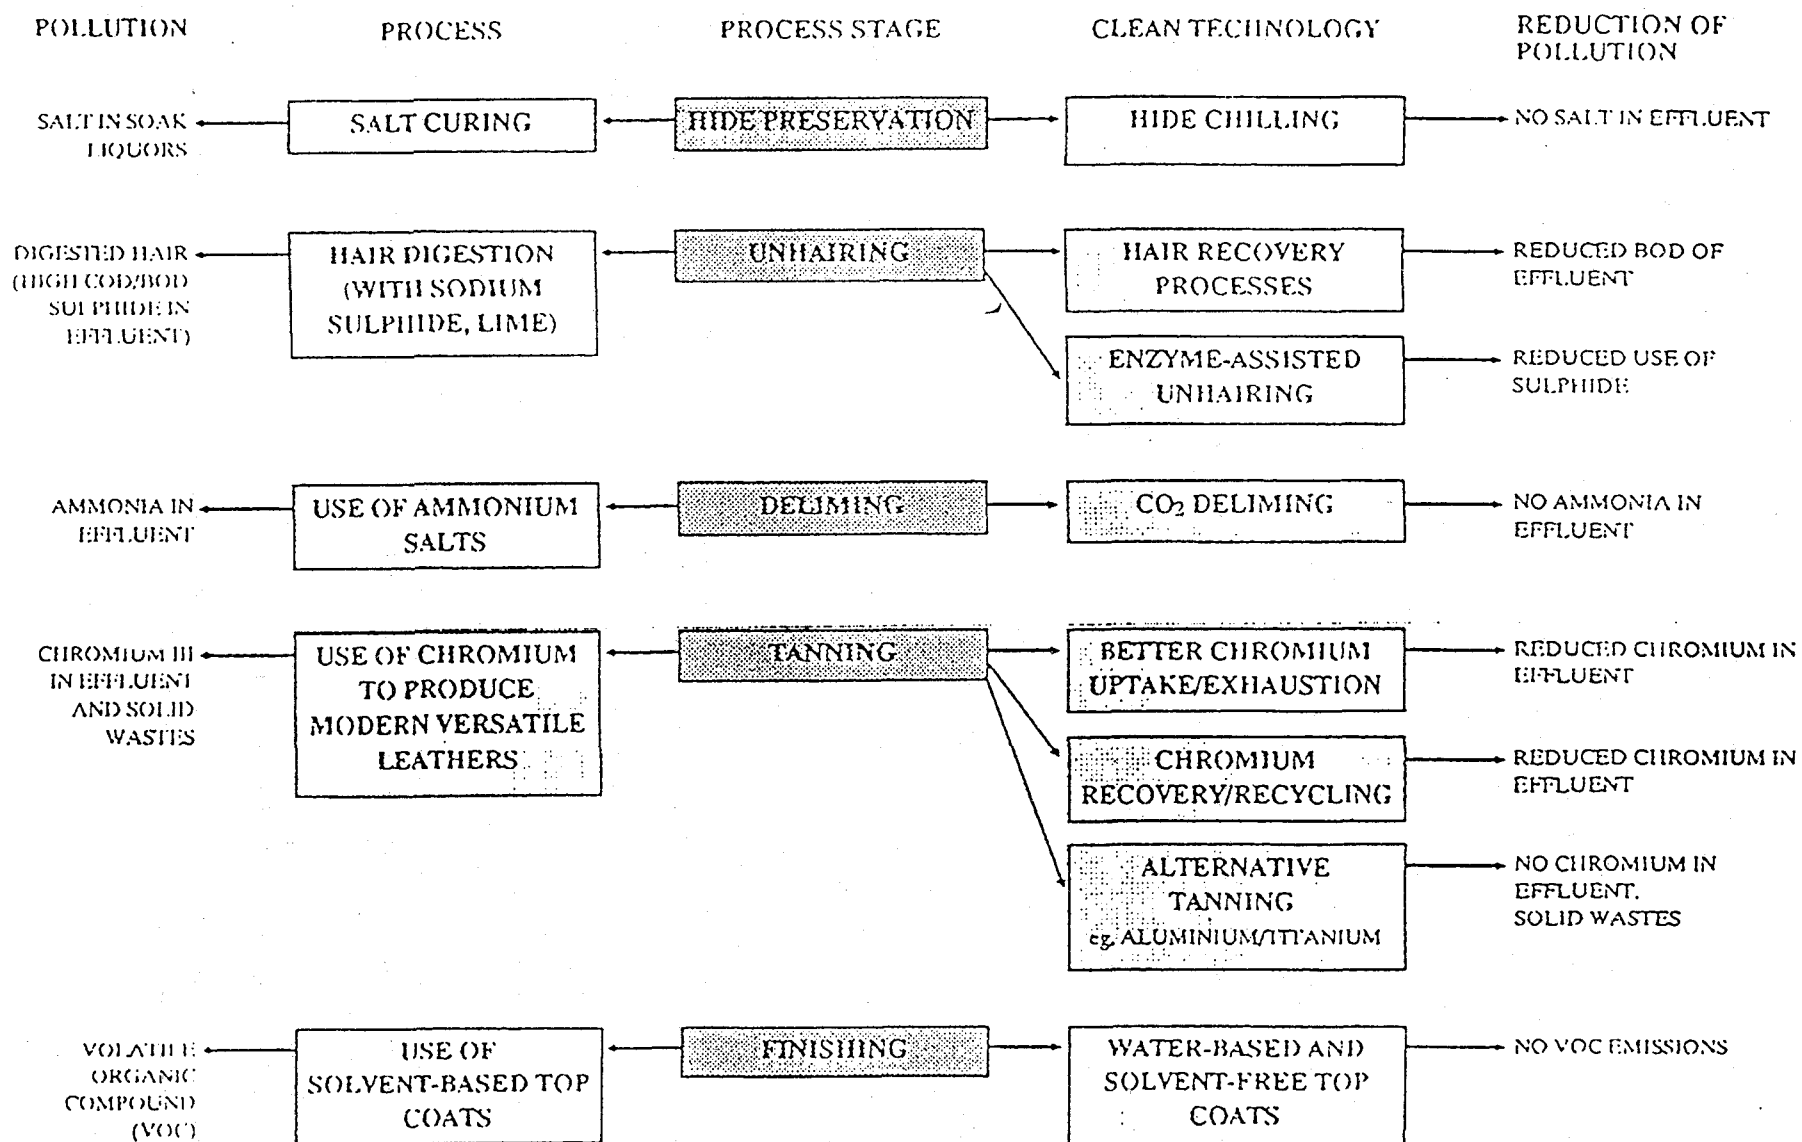 POLLUTION
PROCESS
PROCESS STAGE
CLEAN TECHNOLOGY
REDUCTION OF
POLLUTION
SALT IN SOAK
LIQUORS
SALT CURING
HIDE PRESERVATION
HIDE CHILLING
NO SALT IN EFFLUENT
DIGESTED HAIR
(HIGH COD/BOD
SULPHIDE IN
EFFLUENT)
HAIR DIGESTION
(WITH SODIUM
SULPHIDE, LIME)
UNHAIRING
HAIR RECOVERY
PROCESSES
REDUCED BOD OF
EFFLUENT
ENZYME-ASSISTED
UNHAIRING
REDUCED USE OF
SULPHIDE
AMMONIA IN
EFFLUENT
USE OF AMMONIUM
SALTS
DELIMING
CO₂ DELIMING
NO AMMONIA IN
EFFLUENT
CHROMIUM III
IN EFFLUENT
AND SOLID
WASTES
USE OF CHROMIUM
TO PRODUCE
MODERN VERSATILE
LEATHERS
TANNING
BETTER CHROMIUM
UPTAKE/EXHAUSTION
REDUCED CHROMIUM IN
EFFLUENT
CHROMIUM
RECOVERY/RECYCLING
REDUCED CHROMIUM IN
EFFLUENT
ALTERNATIVE
TANNING
eg. ALUMINIUM/TITANIUM
NO CHROMIUM IN
EFFLUENT,
SOLID WASTES
VOLATILE
ORGANIC
COMPOUND
(VOC)
USE OF
SOLVENT-BASED TOP
COATS
FINISHING
WATER-BASED AND
SOLVENT-FREE TOP
COATS
NO VOC EMISSIONS